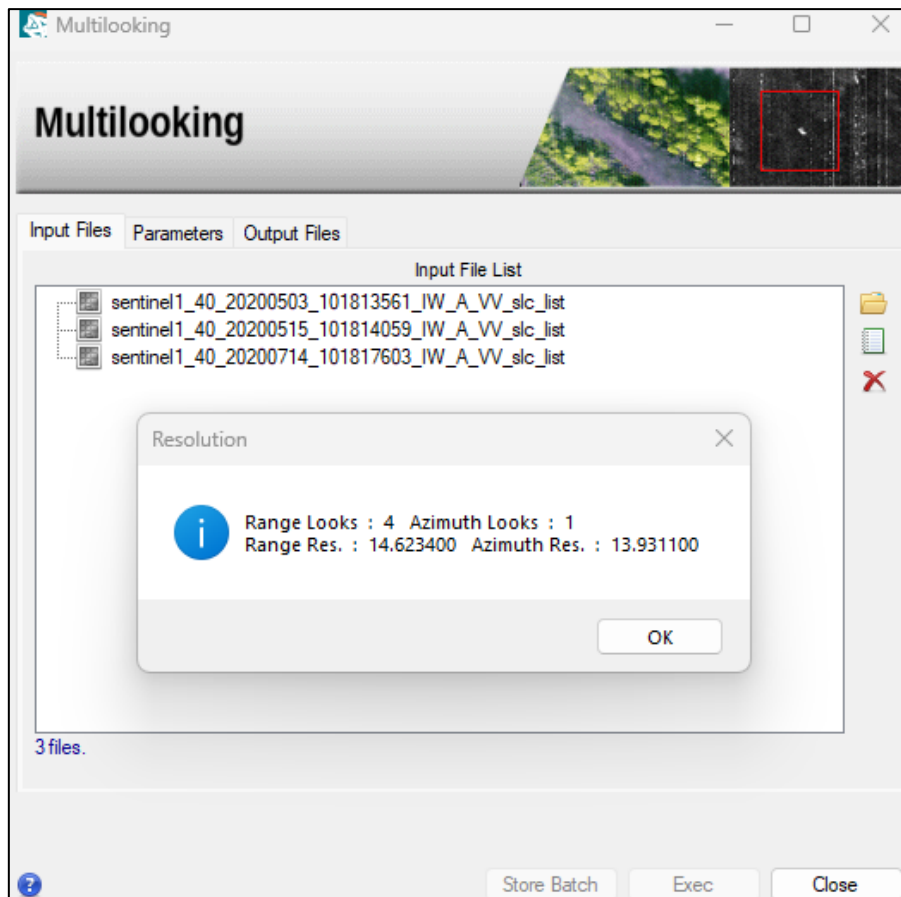 Multilooking
Multilooking
Input Files Parameters Output Files
Input File List
sentinel1_40_20200503_101813561_IW_A_VV_slc_list
sentinel1_40_20200515_101814059_IW_A_VV_slc_list
sentinel1_40_20200714_101817603_IW_A_VV_slc_list
Resolution
Range Looks : 4 Azimuth Looks : 1
Range Res. : 14.623400 Azimuth Res. : 13.931100
OK
3 files.
Store Batch Exec Close